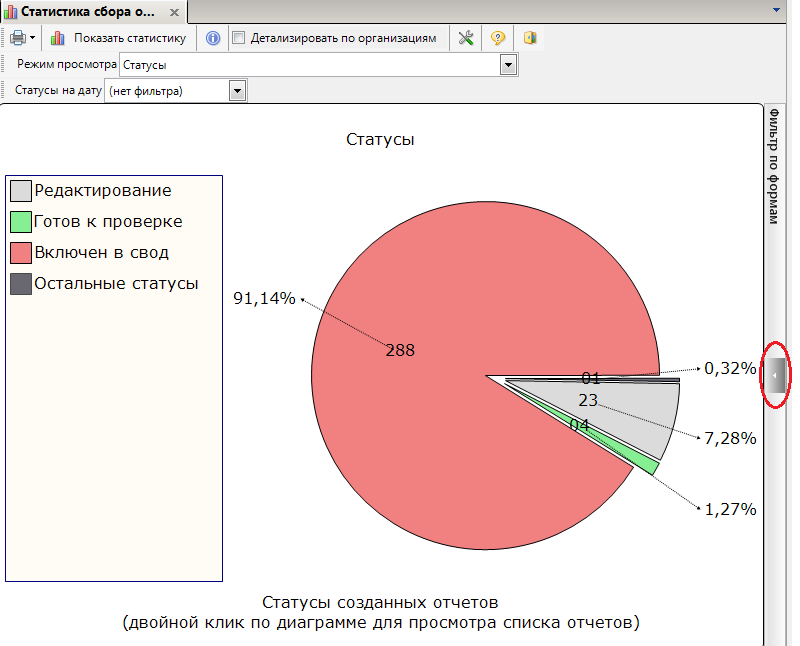 Статистика сбора о...
Показать статистику
Детализировать по организациям
Режим просмотра Статусы
Статусы на дату (нет фильтра)
Фильтр по формам
Статусы
Редактирование
Готов к проверке
Включен в свод
Остальные статусы
91,14%
288
01
0,32%
23
04
7,28%
1,27%
Статусы созданных отчетов
(двойной клик по диаграмме для просмотра списка отчетов)